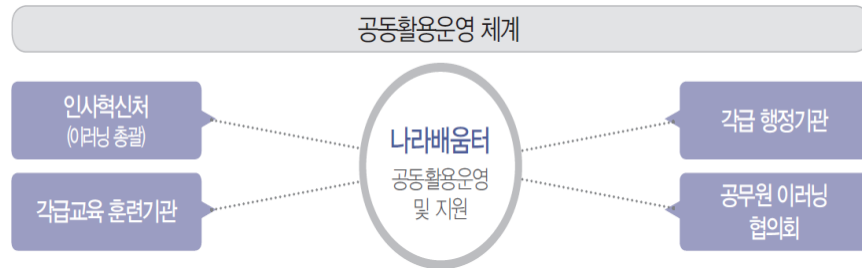 공동활용운영 체계
인사혁신처
(이러닝 총괄)
각급교육 훈련기관
나라배움터
공동활용운영
및 지원
각급 행정기관
공무원 이러닝
협의회